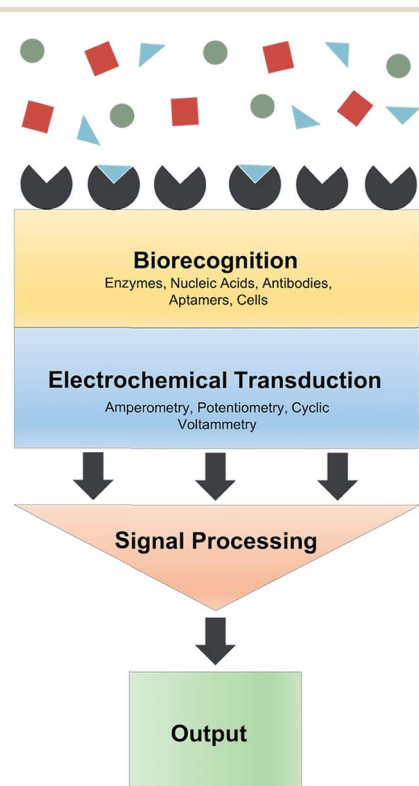 Biorecognition
Enzymes, Nucleic Acids, Antibodies,
Aptamers, Cells
Electrochemical Transduction
Amperometry, Potentiometry, Cyclic
Voltammetry
Signal Processing
Output